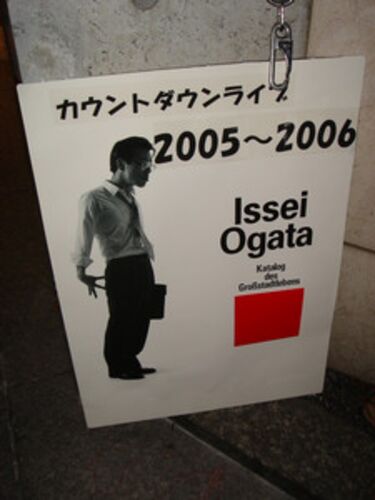 カウントダウンライブ
2005～2006
Issei
Ogata
Katalog
des
Großstadtlebens